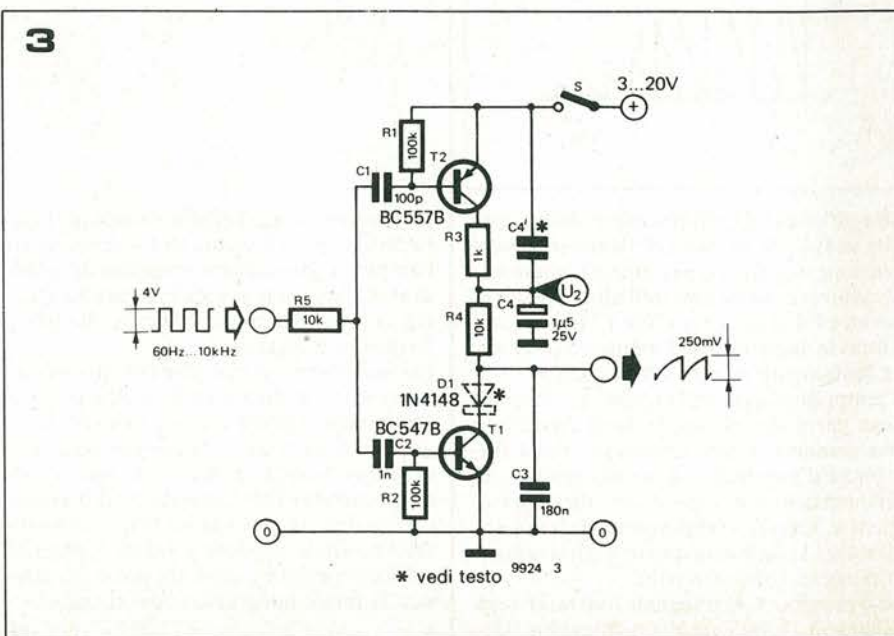 3
S
3...20V
R1
100k
T2
C1
100p
BC557B
C4'
*
R3
1k
U2
4V
R5
10k
R4
10k
C4
1µ5
25V
250mV
60Hz...10kHz
D1
1N4148
*
BC547B
T1
C2
1n
R2
100k
C3
180n
0
0
9924 3
* vedi testo